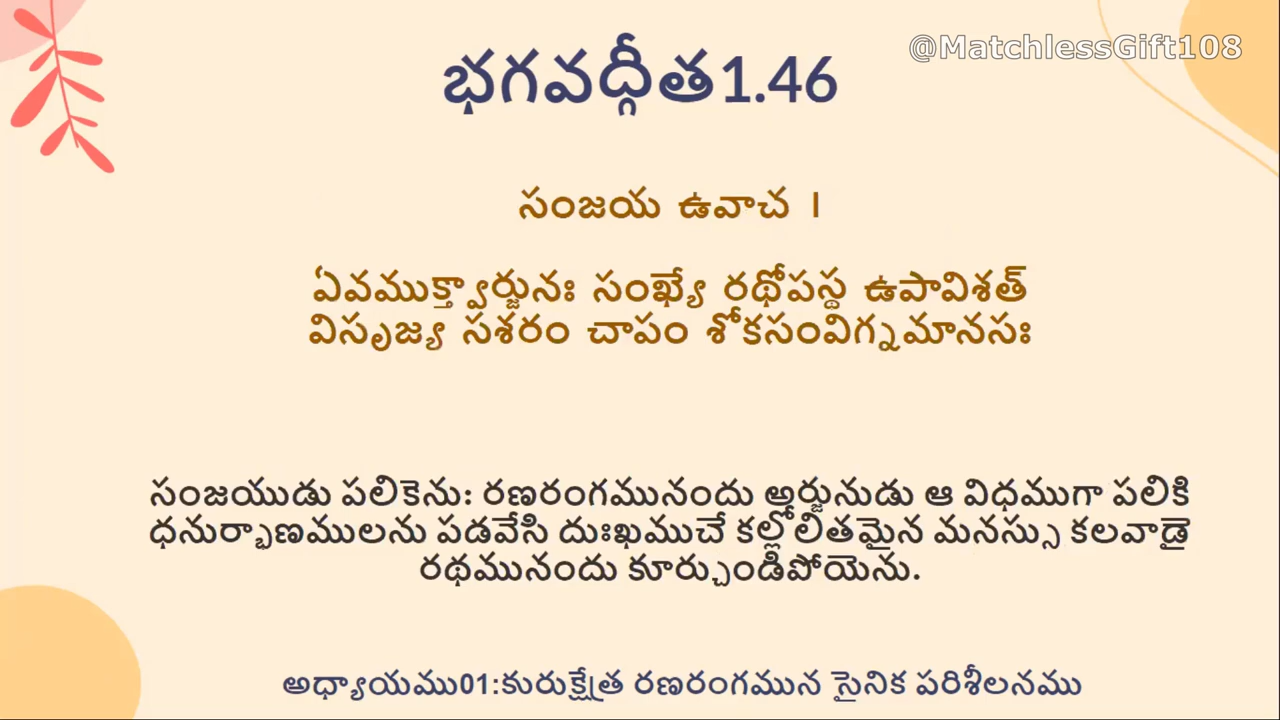 @MatchlessGift108
భగవద్గీత1.46
సంజయ ఉవాచ ।
ఏవముక్త్వార్జునః సంఖ్యే రథోపస్థ ఉపావిశత్
విసృజ్య సశరం చాపం శోకసంవిగ్నమానసః
సంజయుడు పలికెను: రణరంగమునందు అర్జునుడు ఆ విధముగా పలికి
ధనుర్భాణములను పడవేసి దుఃఖముచే కల్లోలితమైన మనస్సు కలవాడై
రథమునందు కూర్చుండిపోయెను.
అధ్యాయము01:కురుక్షేత్ర రణరంగమున సైనిక పరిశీలనము